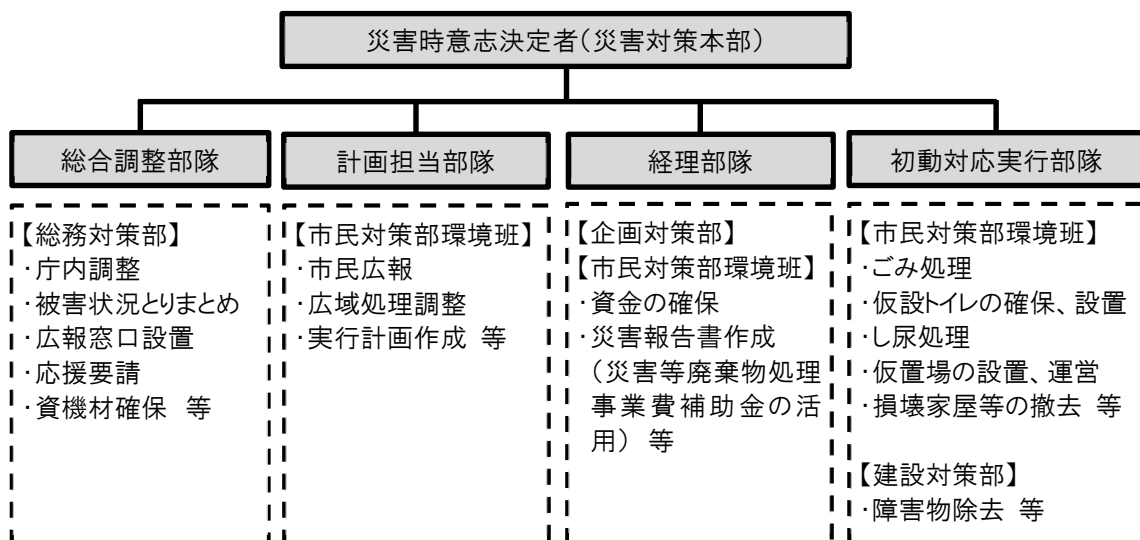 災害時意志決定者(災害対策本部)
総合調整部隊
【総務対策部】
・庁内調整
・被害状況とりまとめ
・広報窓口設置
・応援要請
・資機材確保 等
計画担当部隊
【市民対策部環境班】
・市民広報
・広域処理調整
・実行計画作成 等
経理部隊
【企画対策部】
【市民対策部環境班】
・資金の確保
・災害報告書作成
(災害等廃棄物処理
事業費補助金の活
用) 等
初動対応実行部隊
【市民対策部環境班】
・ごみ処理
・仮設トイレの確保、設置
・し尿処理
・仮置場の設置、運営
・損壊家屋等の撤去 等
【建設対策部】
・障害物除去 等